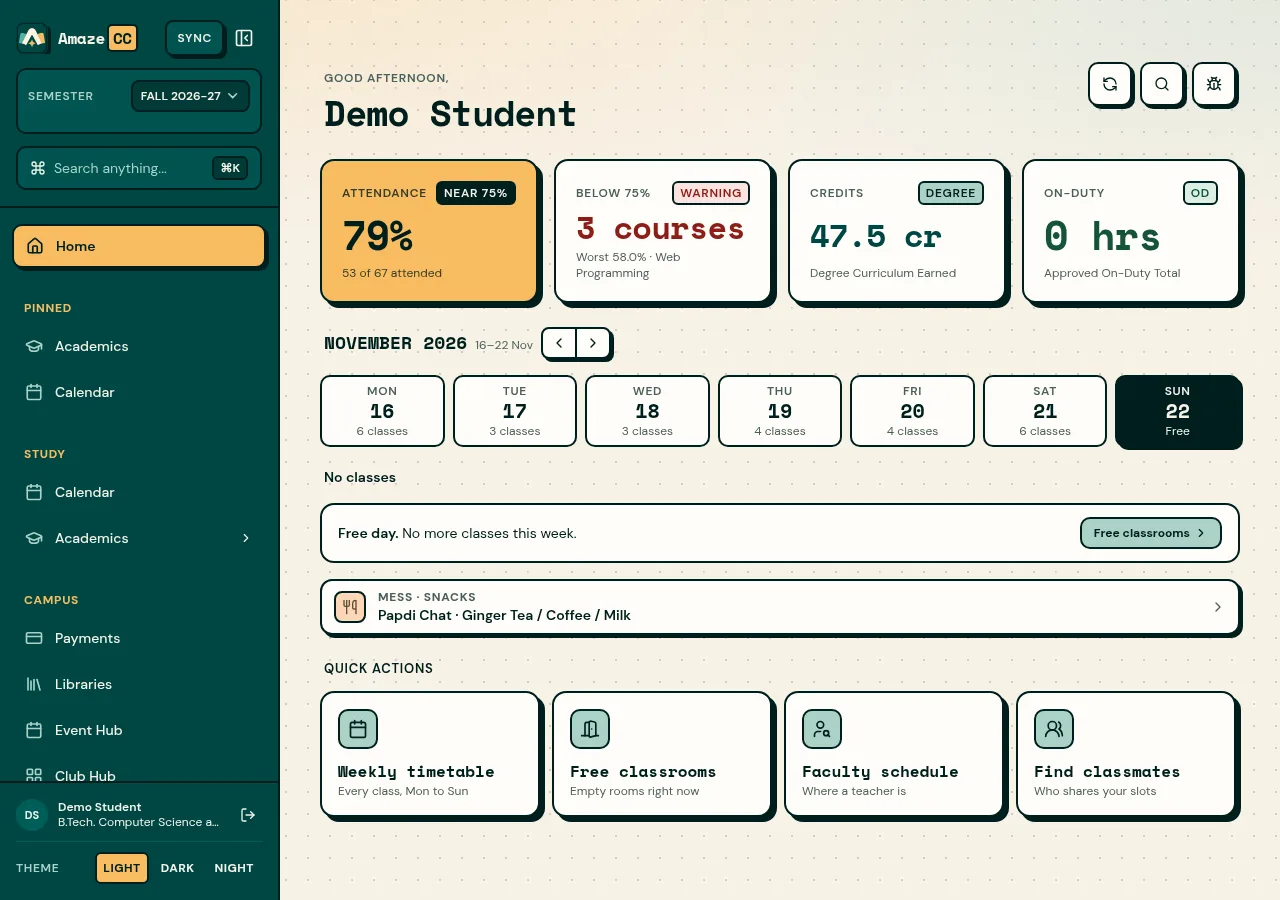 Amaze CC
SYNC
SEMESTER
FALL 2026-27
Search anything...
⌘K
Home
PINNED
Academics
Calendar
STUDY
Calendar
Academics
CAMPUS
Payments
Libraries
Event Hub
Club Hub
DS
Demo Student
B.Tech. Computer Science a...
THEME
LIGHT
DARK
NIGHT
GOOD AFTERNOON,
Demo Student
ATTENDANCE
NEAR 75%
79%
53 of 67 attended
BELOW 75%
WARNING
3 courses
Worst 58.0% · Web
Programming
CREDITS
DEGREE
47.5 cr
Degree Curriculum Earned
ON-DUTY
OD
0 hrs
Approved On-Duty Total
NOVEMBER 2026
16–22 Nov
MON
16
6 classes
TUE
17
3 classes
WED
18
3 classes
THU
19
4 classes
FRI
20
4 classes
SAT
21
6 classes
SUN
22
Free
No classes
Free day. No more classes this week.
Free classrooms
MESS · SNACKS
Papdi Chat · Ginger Tea / Coffee / Milk
QUICK ACTIONS
Weekly timetable
Every class, Mon to Sun
Free classrooms
Empty rooms right now
Faculty schedule
Where a teacher is
Find classmates
Who shares your slots